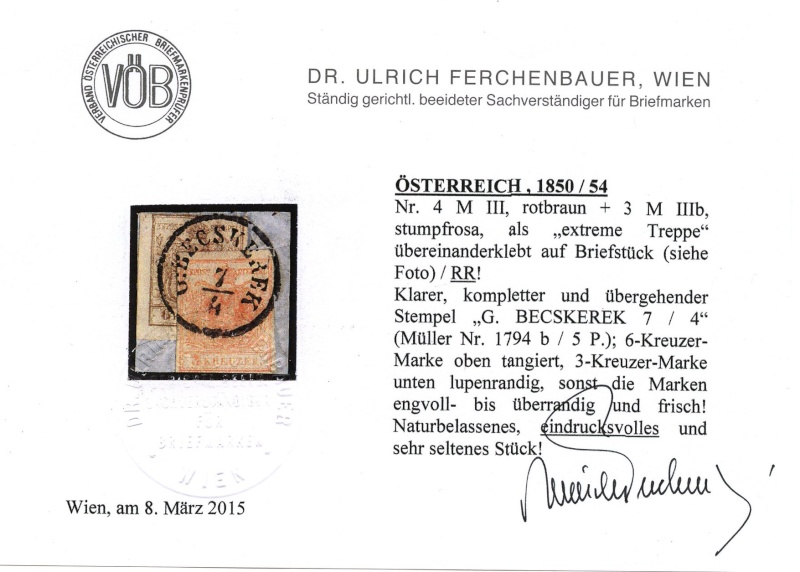 VERBAND ÖSTERREICHISCHER BRIEFMARKENPRÜFER
VÖB
DR. ULRICH FERCHENBAUER, WIEN
Ständig gerichtl. beeideter Sachverständiger für Briefmarken
ÖSTERREICH , 1850 / 54
Nr. 4 M III, rotbraun + 3 M IIIb,
stumpfrosa, als „extreme Treppe“
übereinanderklebt auf Briefstück (siehe
Foto) / RR!
Klarer, kompletter und übergehender
Stempel „G. BECSKEREK 7 / 4“
(Müller Nr. 1794 b / 5 P.); 6-Kreuzer-
Marke oben tangiert, 3-Kreuzer-Marke
unten lupenrandig, sonst die Marken
engvoll- bis überrandig und frisch!
Naturbelassenes, eindrucksvolles und
sehr seltenes Stück!
G. BECSKEREK
7
4
KREUZER
FÜR
BRIEFMARKEN
WIEN
Wien, am 8. März 2015